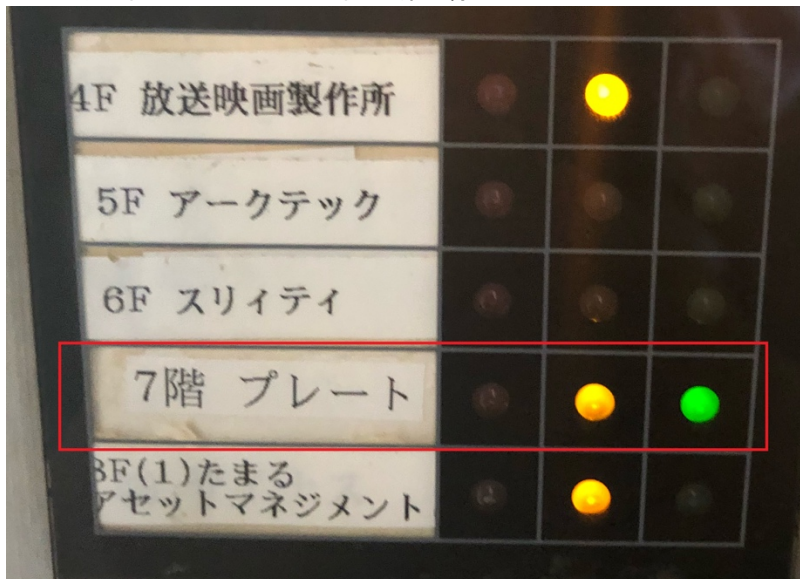 4F 放送映画製作所
5F アークテック
6F スリィティ
7階 プレート
8F(1)たまる
アセットマネジメント